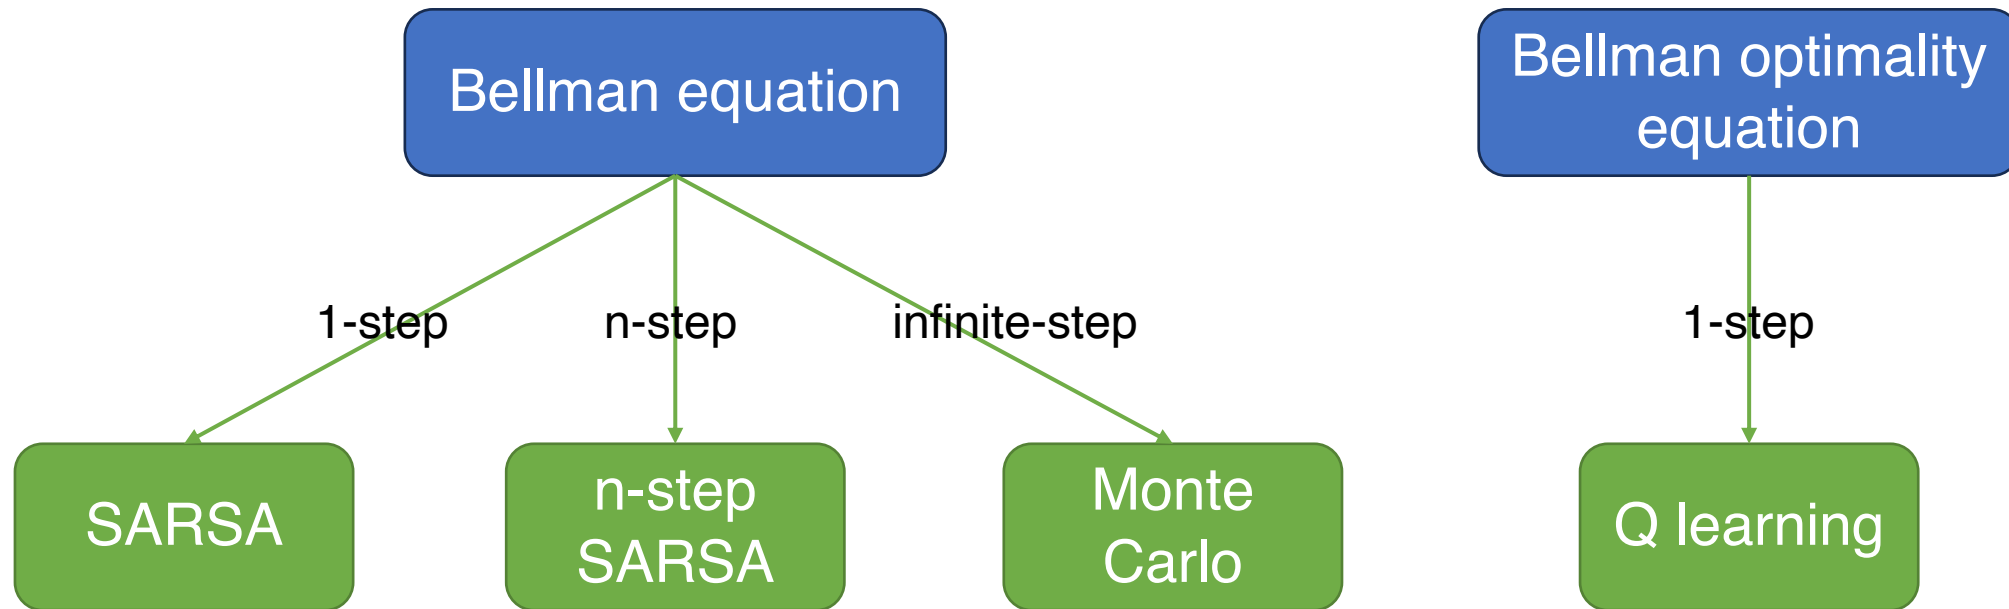 Bellman equation
Bellman optimality
equation
1-step
n-step
infinite-step
1-step
SARSA
n-step
SARSA
Monte
Carlo
Q learning